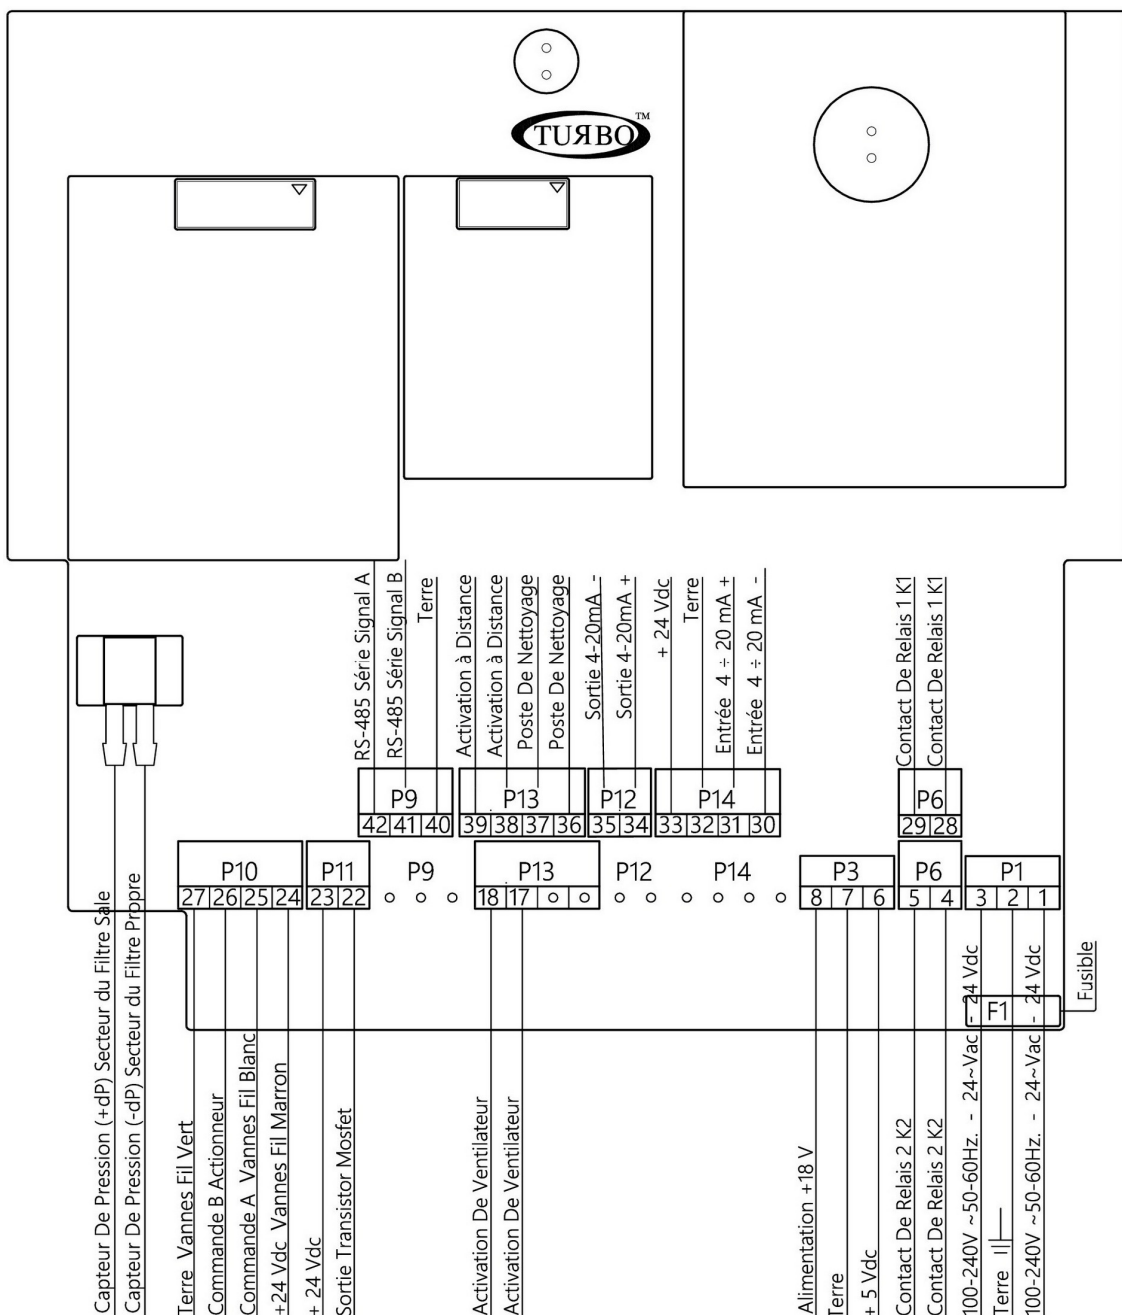 TURBO
TM
RS-485 Série Signal A
RS-485 Série Signal B
Terre
Activation à Distance
Activation à Distance
Poste De Nettoyage
Poste De Nettoyage
Sortie 4-20mA -
Sortie 4-20mA +
+ 24 Vdc
Terre
Entrée 4 ÷ 20 mA +
Entrée 4 ÷ 20 mA -
Contact De Relais 1 K1
Contact De Relais 1 K1
P9
P13
P12
P14
P6
42 41 40
39 38 37 36
35 34
33 32 31 30
29 28
P10
P11
P9
P13
P12
P14
P3
P6
P1
27 26 25 24
23 22
18 17
8 7 6
5 4
3 2 1
F1
Fusible
Capteur De Pression (+dP) Secteur du Filtre Sale
Capteur De Pression (-dP) Secteur du Filtre Propre
Terre Vannes Fil Vert
Commande B Actionneur
Commande A Vannes Fil Blanc
+24 Vdc Vannes Fil Marron
+ 24 Vdc
Sortie Transistor Mosfet
Activation De Ventilateur
Activation De Ventilateur
Alimentation +18 V
Terre
+ 5 Vdc
Contact De Relais 2 K2
Contact De Relais 2 K2
100-240V ~50-60Hz. - 24~Vac - 24 Vdc
Terre
100-240V ~50-60Hz. - 24~Vac - 24 Vdc